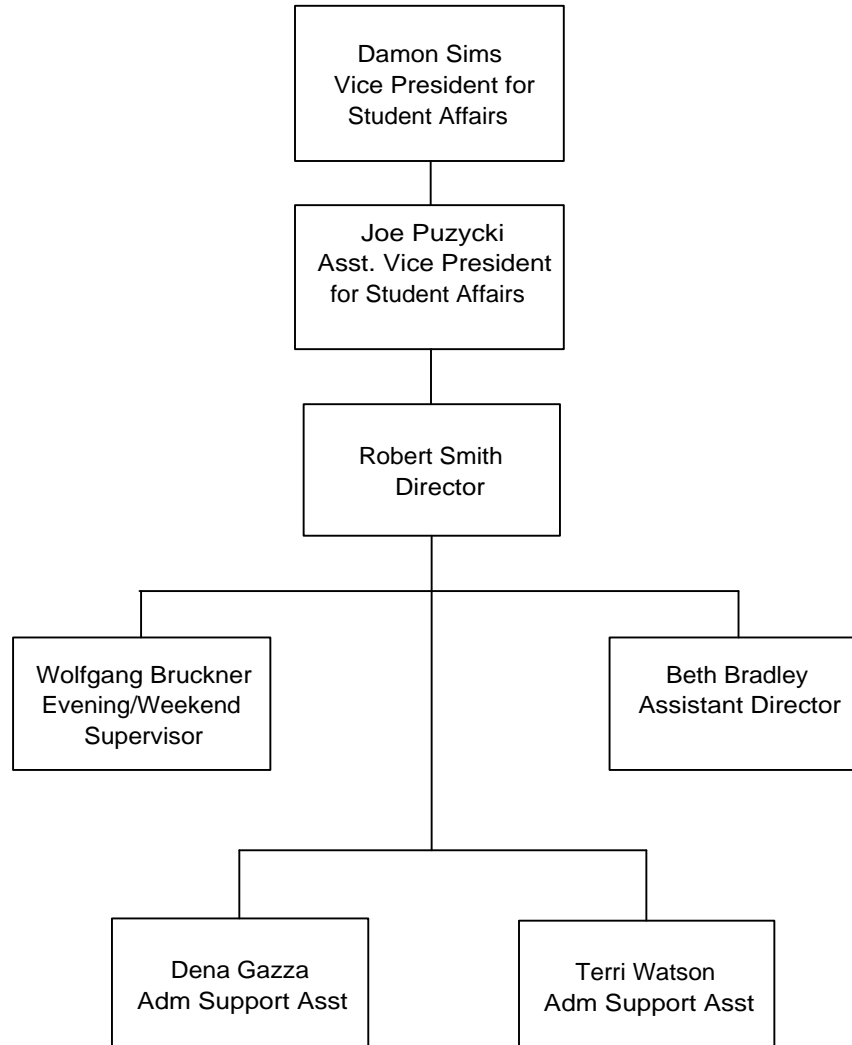 Damon Sims
Vice President for
Student Affairs
Joe Puzycki
Asst. Vice President
for Student Affairs
Robert Smith
Director
Wolfgang Bruckner
Evening/Weekend
Supervisor
Beth Bradley
Assistant Director
Dena Gazza
Adm Support Asst
Terri Watson
Adm Support Asst